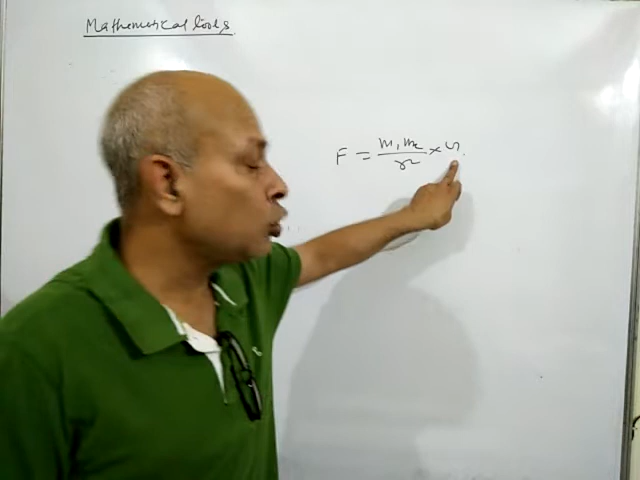 Mathematical tools.
F = m₁m₂/r² × G